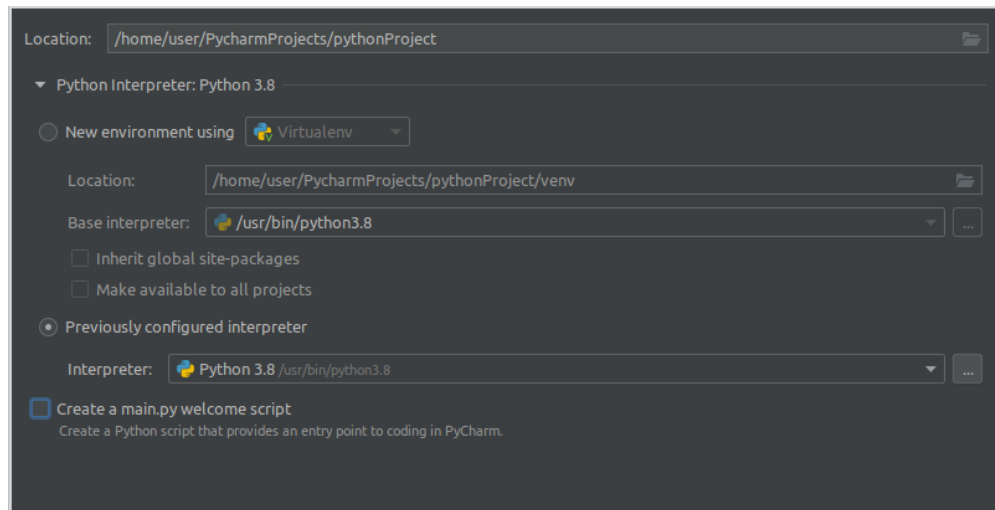 Location: /home/user/PycharmProjects/pythonProject
Python Interpreter: Python 3.8
New environment using Virtualenv
Location: /home/user/PycharmProjects/pythonProject/venv
Base interpreter: /usr/bin/python3.8 ...
Inherit global site-packages
Make available to all projects
Previously configured interpreter
Interpreter: Python 3.8 /usr/bin/python3.8 ...
Create a main.py welcome script
Create a Python script that provides an entry point to coding in PyCharm.